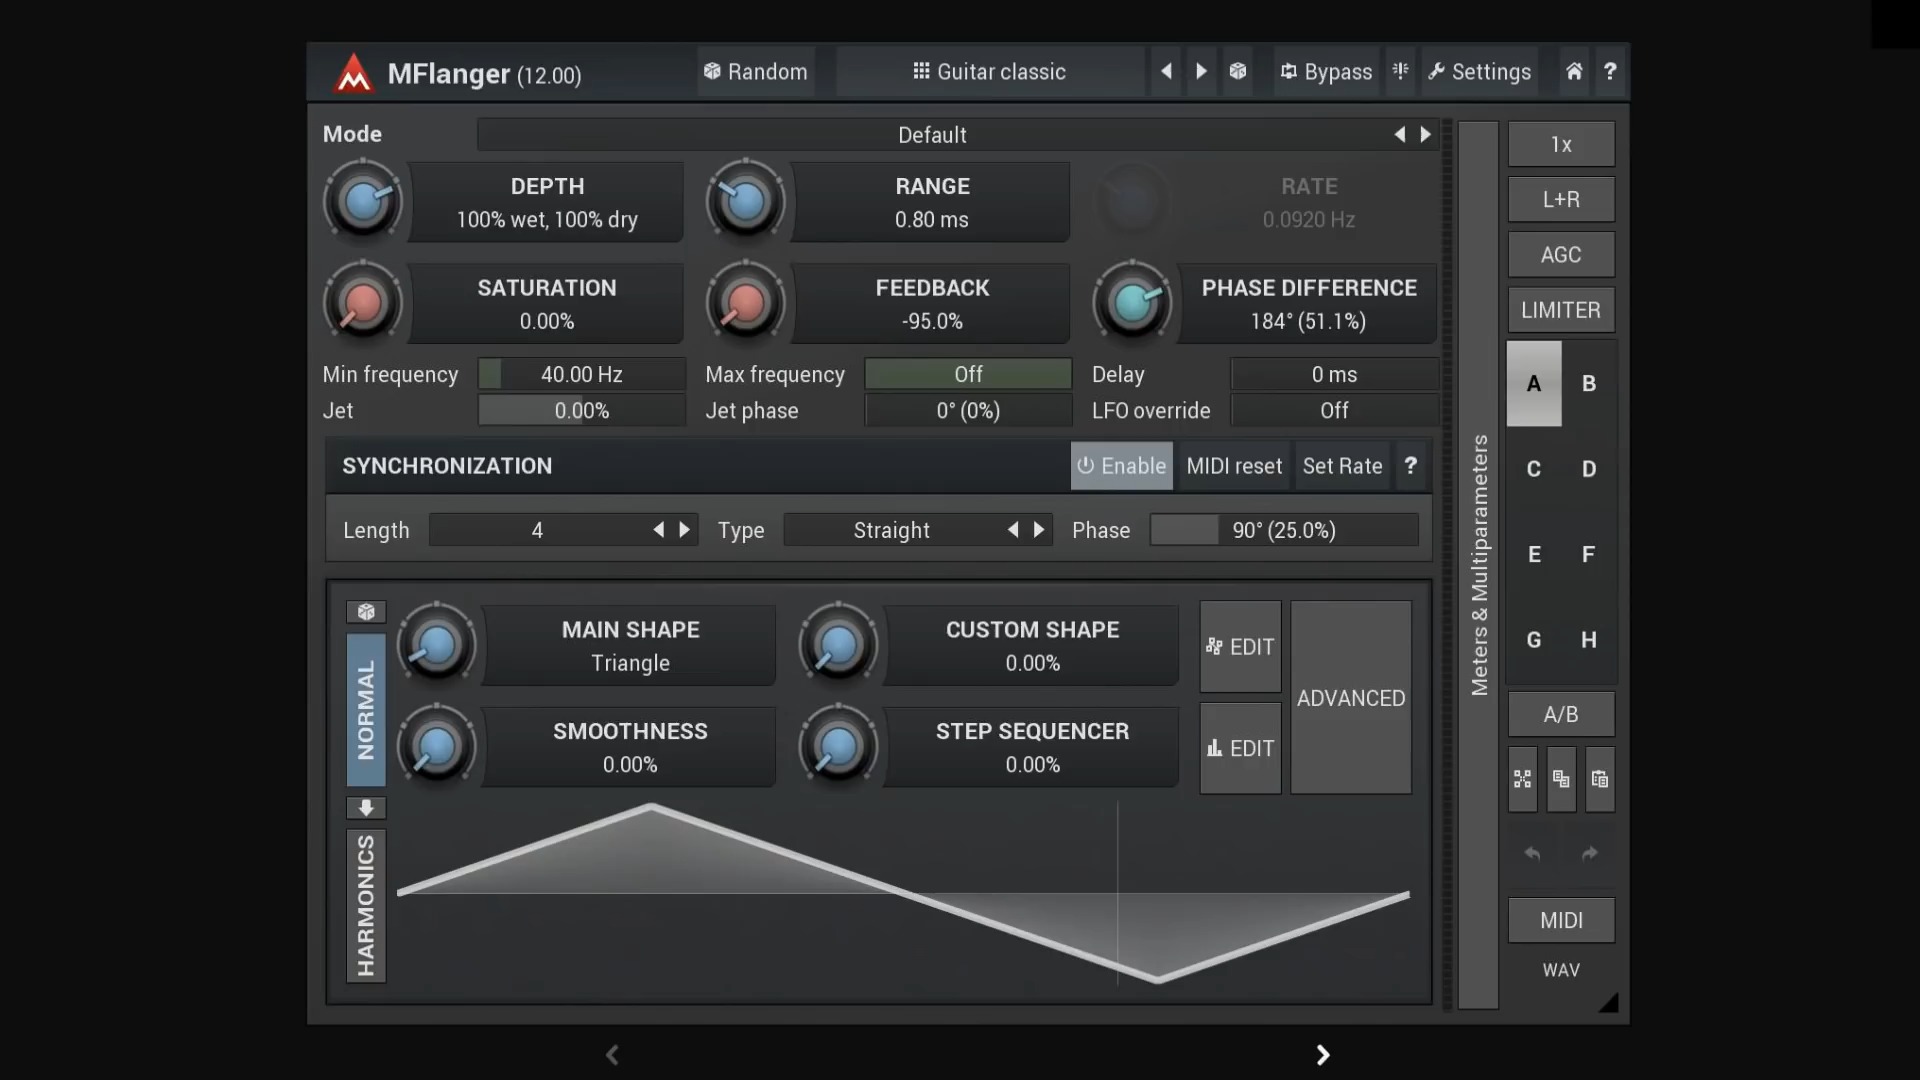 MFlanger (12.00)
Random
Guitar classic
Bypass
Settings
?
Mode
Default
DEPTH
100% wet, 100% dry
RANGE
0.80 ms
RATE
0.0920 Hz
SATURATION
0.00%
FEEDBACK
-95.0%
PHASE DIFFERENCE
184° (51.1%)
Min frequency 40.00 Hz
Max frequency Off
Delay 0 ms
Jet 0.00%
Jet phase 0° (0%)
LFO override Off
SYNCHRONIZATION
Enable
MIDI reset
Set Rate
?
Length 4
Type Straight
Phase 90° (25.0%)
NORMAL
HARMONICS
MAIN SHAPE
Triangle
CUSTOM SHAPE
0.00%
EDIT
ADVANCED
SMOOTHNESS
0.00%
STEP SEQUENCER
0.00%
EDIT
Meters & Multiparameters
1x
L+R
AGC
LIMITER
A B
C D
E F
G H
A/B
MIDI
WAV